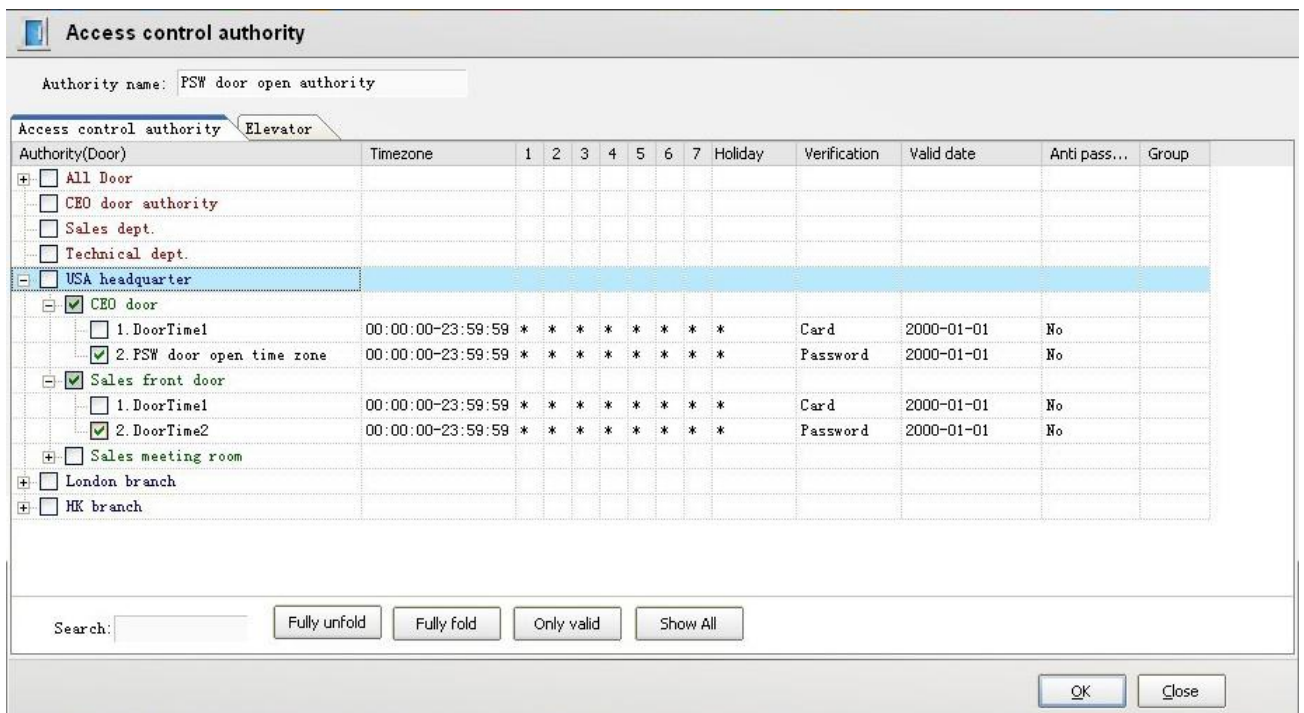 Access control authority
Authority name: PSW door open authority
Access control authority Elevator
Authority(Door) Timezone 1 2 3 4 5 6 7 Holiday Verification Valid date Anti pass... Group
All Door
CEO door authority
Sales dept.
Technical dept.
USA headquarter
CEO door
1.DoorTime1 00:00:00-23:59:59 * * * * * * * * Card 2000-01-01 No
2.PSW door open time zone 00:00:00-23:59:59 * * * * * * * * Password 2000-01-01 No
Sales front door
1.DoorTime1 00:00:00-23:59:59 * * * * * * * * Card 2000-01-01 No
2.DoorTime2 00:00:00-23:59:59 * * * * * * * * Password 2000-01-01 No
Sales meeting room
London branch
HK branch
Search: Fully unfold Fully fold Only valid Show All
OK Close